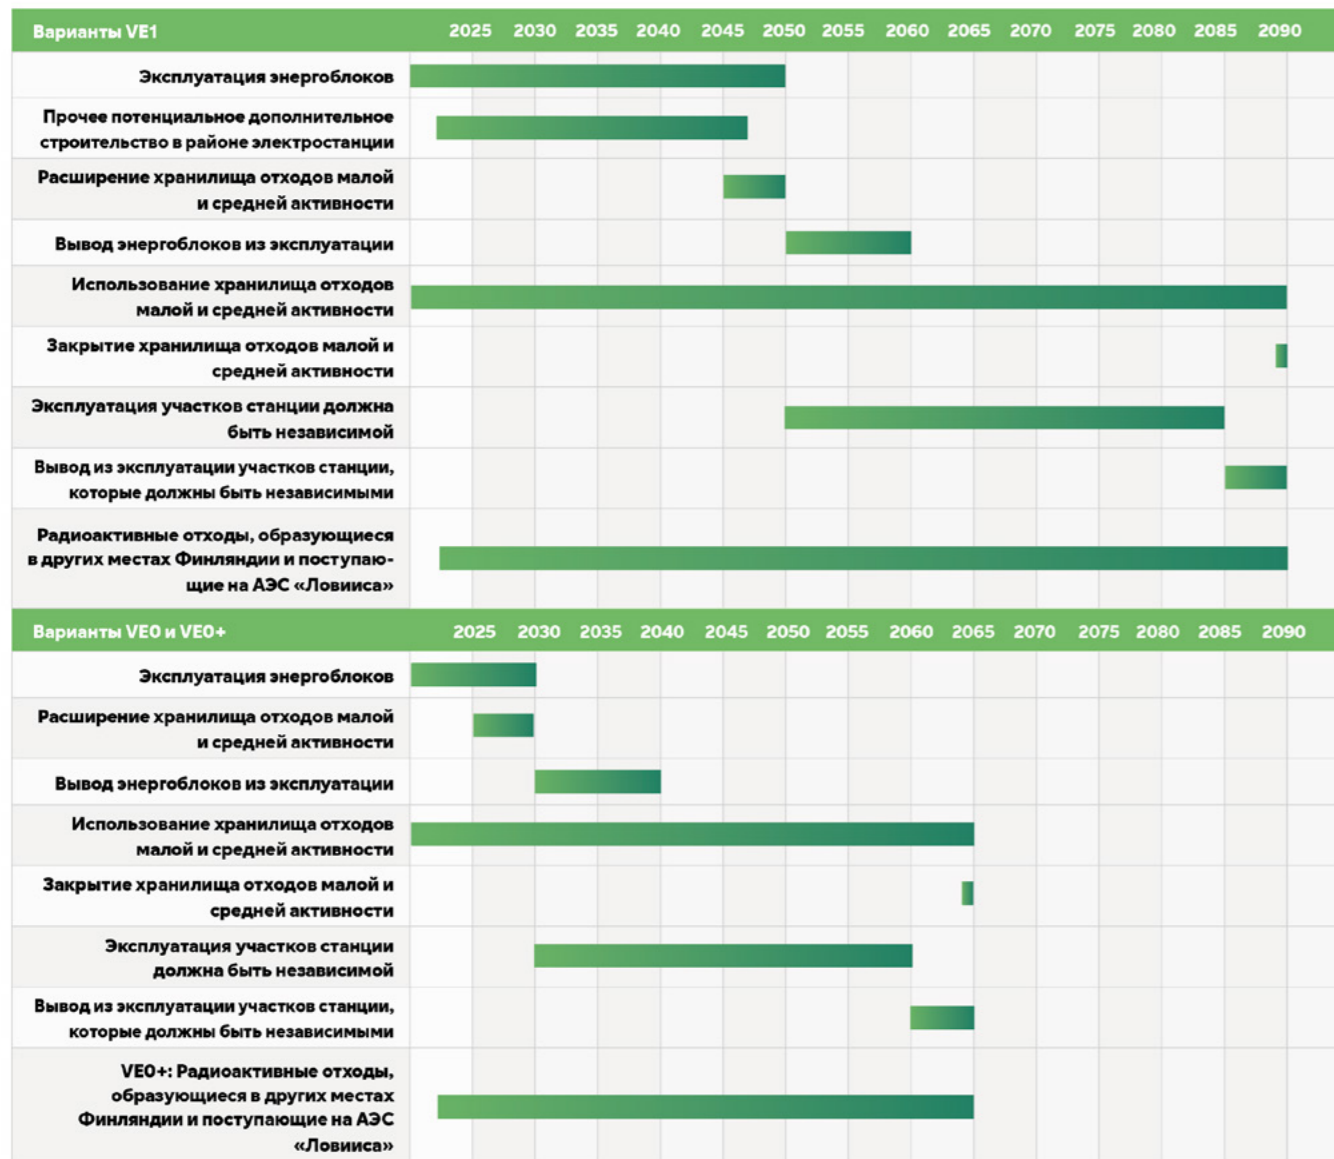 Варианты VE1 2025 2030 2035 2040 2045 2050 2055 2060 2065 2070 2075 2080 2085 2090
Эксплуатация энергоблоков
Прочее потенциальное дополнительное
строительство в районе электростанции
Расширение хранилища отходов малой
и средней активности
Вывод энергоблоков из эксплуатации
Использование хранилища отходов
малой и средней активности
Закрытие хранилища отходов малой и
средней активности
Эксплуатация участков станции должна
быть независимой
Вывод из эксплуатации участков станции,
которые должны быть независимыми
Радиоактивные отходы, образующиеся
в других местах Финляндии и поступаю-
щие на АЭС «Ловииса»
Варианты VE0 и VE0+ 2025 2030 2035 2040 2045 2050 2055 2060 2065 2070 2075 2080 2085 2090
Эксплуатация энергоблоков
Расширение хранилища отходов малой
и средней активности
Вывод энергоблоков из эксплуатации
Использование хранилища отходов
малой и средней активности
Закрытие хранилища отходов малой и
средней активности
Эксплуатация участков станции
должна быть независимой
Вывод из эксплуатации участков станции,
которые должны быть независимыми
VE0+: Радиоактивные отходы,
образующиеся в других местах
Финляндии и поступающие на АЭС
«Ловииса»